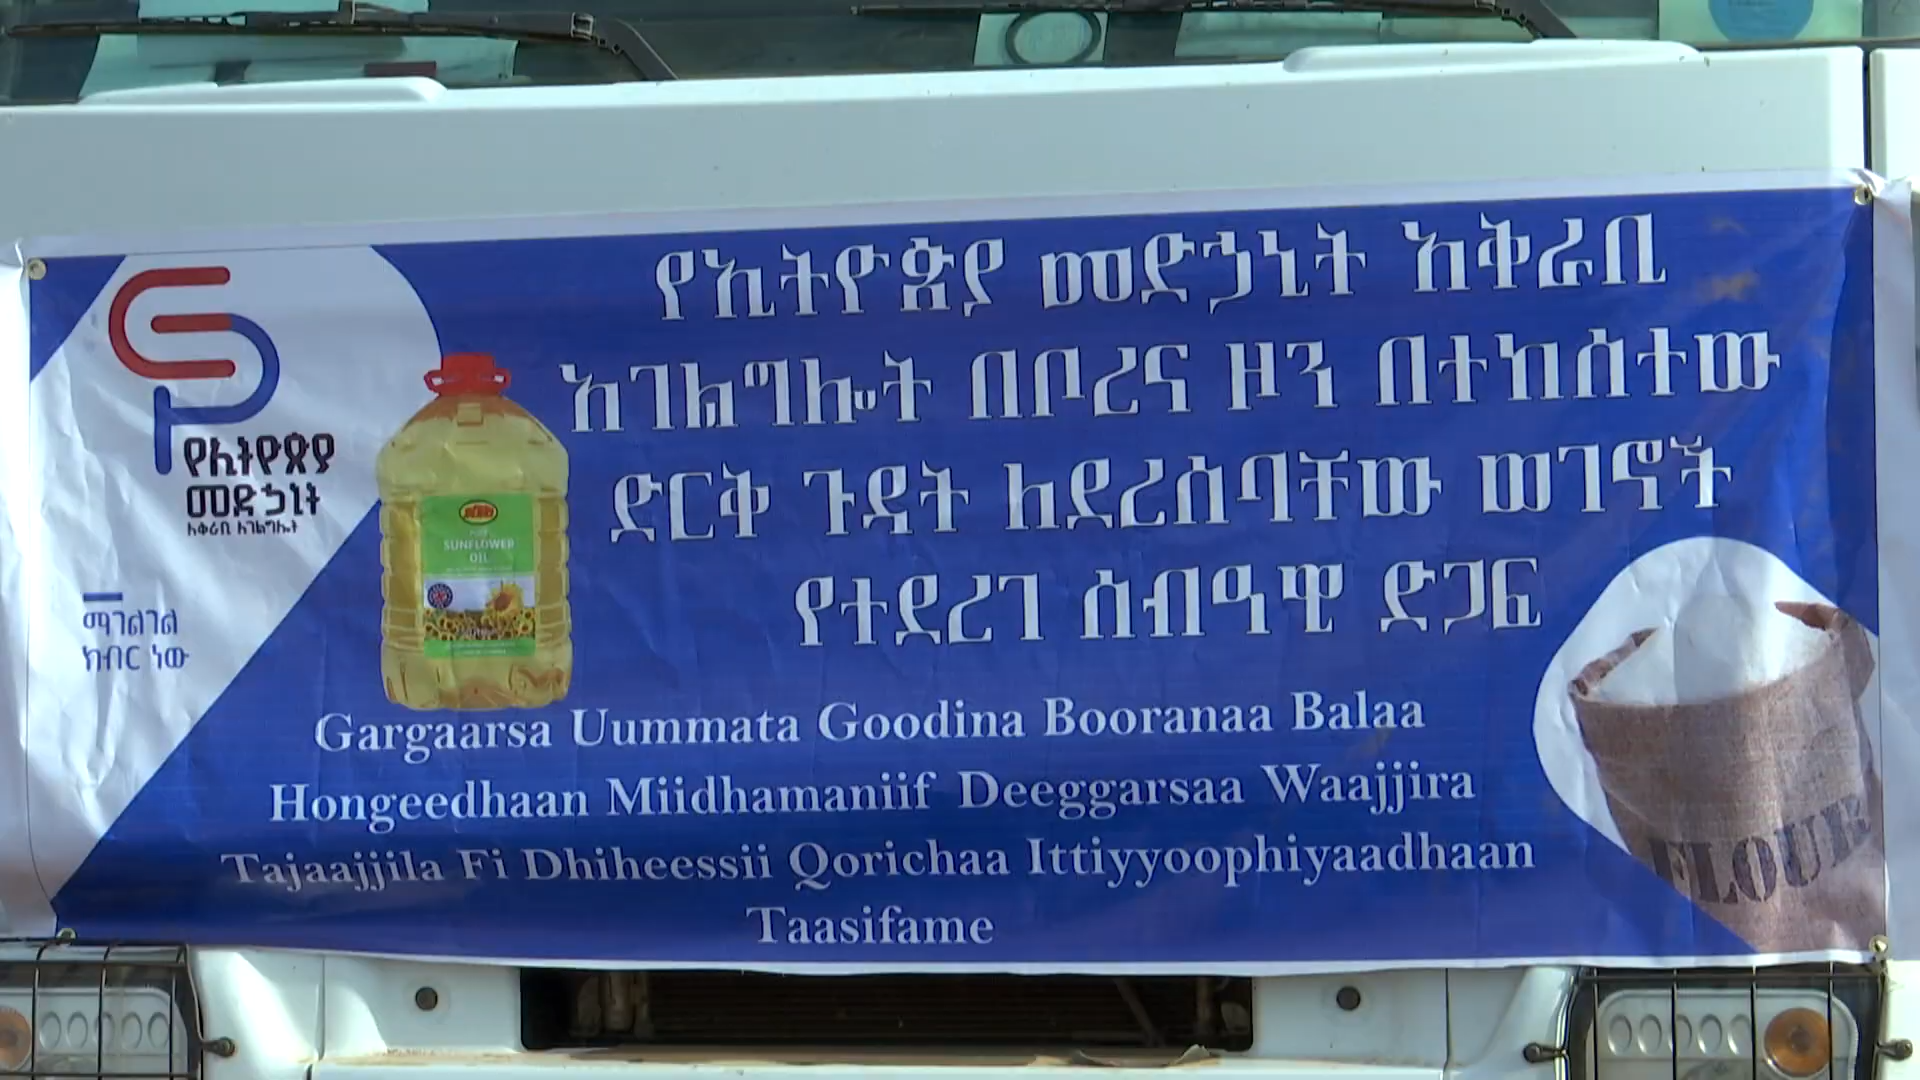 የኢትዮጵያ መድኃኒት አቅራቢ
አገልግሎት በቦረና ዞን በተከሰተው
ድርቅ ጉዳት ለደረሰባቸው ወገኖች
የተደረገ ሰብዓዊ ድጋፍ
Gargaarsa Uummata Goodina Booranaa Balaa
Hongeedhaan Miidhamaniif Deeggarsaa Waajjira
Tajaajjila Fi Dhiheessii Qorichaa Ittiyyoophiyaadhaan
Taasifame
የኢትዮጵያ
መድኃኒት
አቅራቢ አገልግሎት
ማገልገል
ክብር ነው
SUNFLOWER
OIL
FLOUR